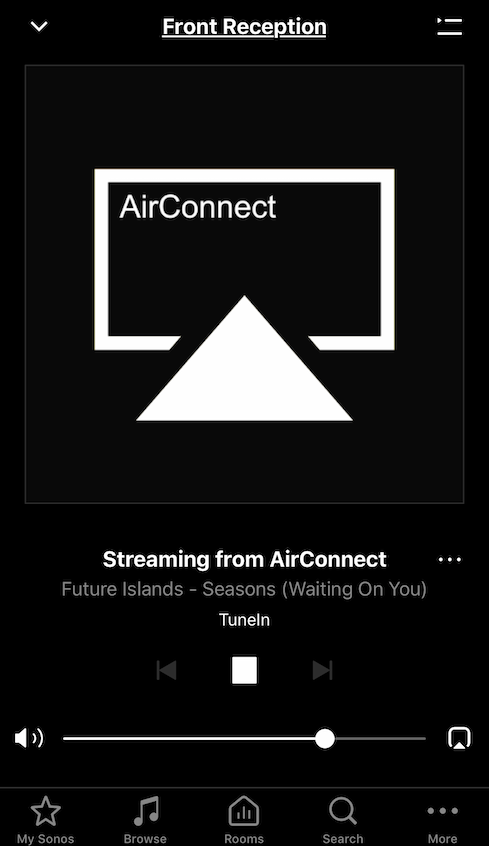 Front Reception
AirConnect
Streaming from AirConnect
Future Islands - Seasons (Waiting On You)
TuneIn
My Sonos
Browse
Rooms
Search
More